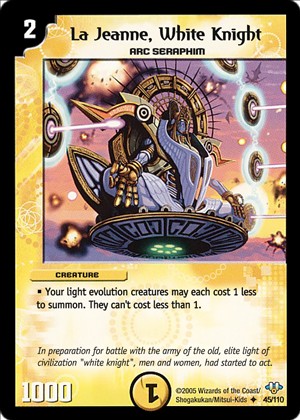 2
La Jeanne, White Knight
ARC SERAPHIM
CREATURE
▪ Your light evolution creatures may each cost 1 less
to summon. They can't cost less than 1.
In preparation for battle with the army of the old, elite light of
civilization "white knight", men and women, had started to act.
1000
1
©2005 Wizards of the Coast/
Shogakukan/Mitsui-Kids ✦ 45/110